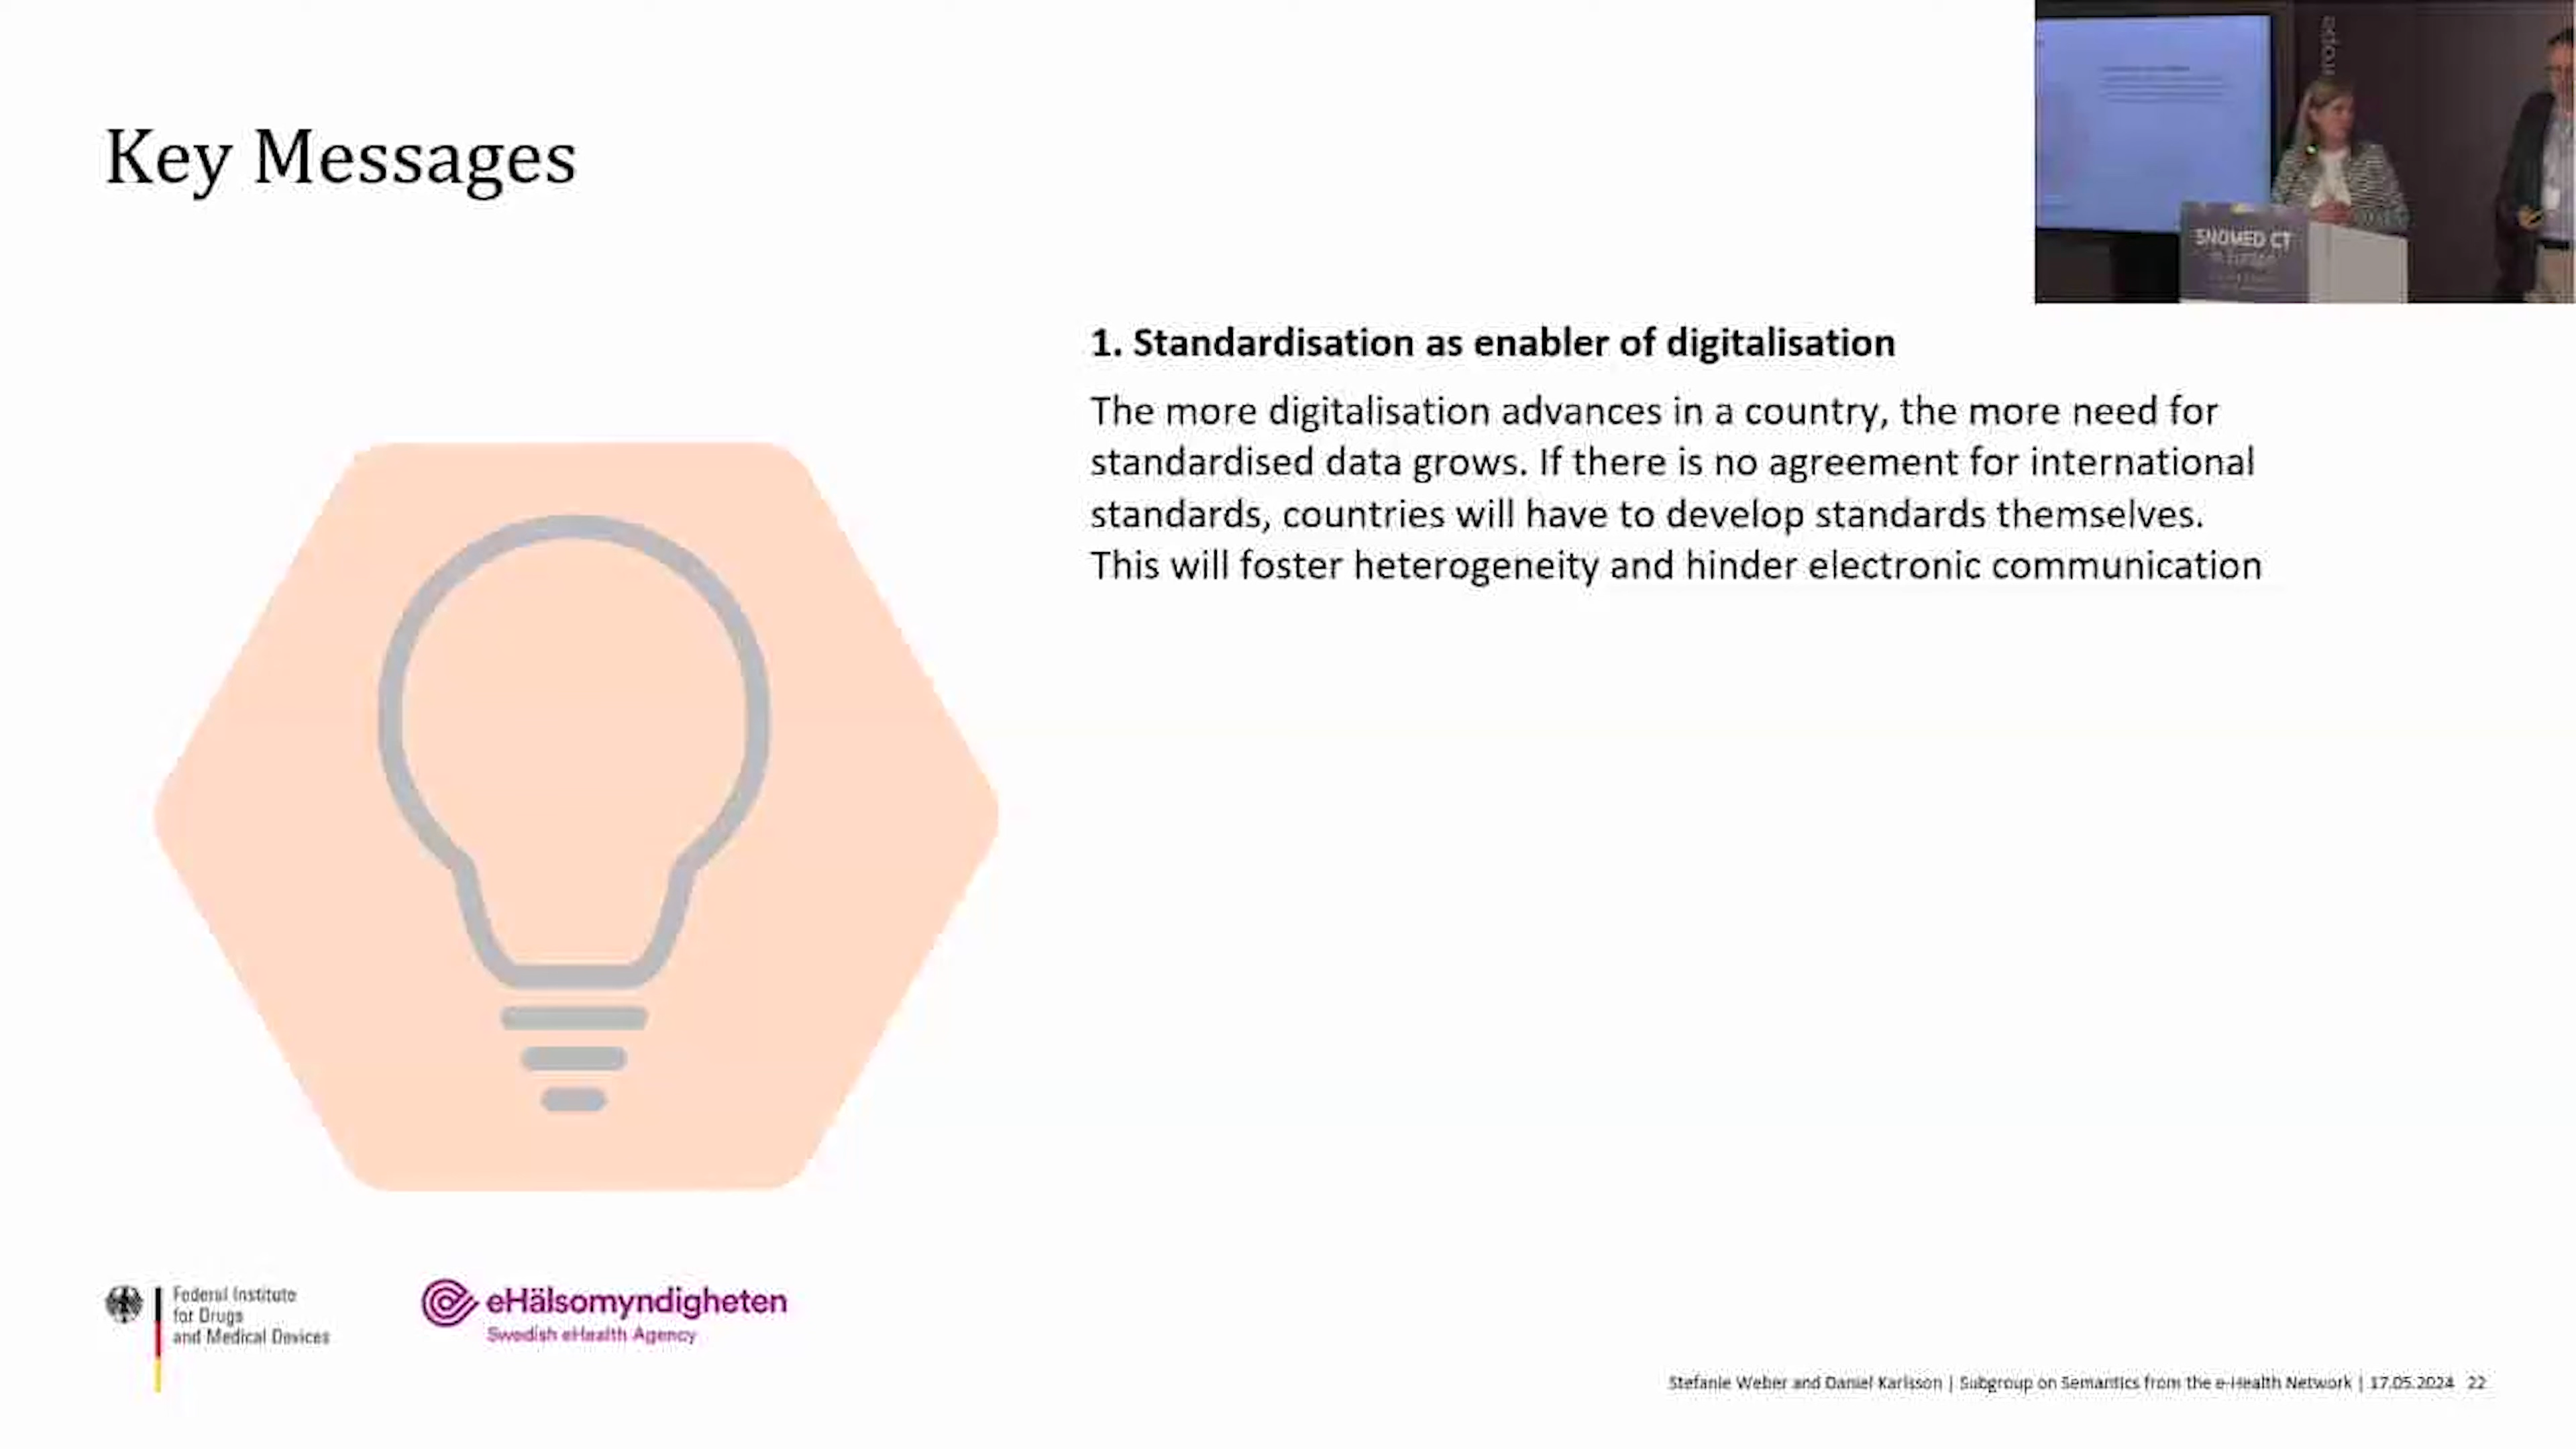 Key Messages
SNOMED CT
in Europe
1. Standardisation as enabler of digitalisation
The more digitalisation advances in a country, the more need for
standardised data grows. If there is no agreement for international
standards, countries will have to develop standards themselves.
This will foster heterogeneity and hinder electronic communication
Federal Institute
for Drugs
and Medical Devices
eHälsomyndigheten
Swedish eHealth Agency
Stefanie Weber and Daniel Karlsson | Subgroup on Semantics from the e-Health Network | 17.05.2024 22